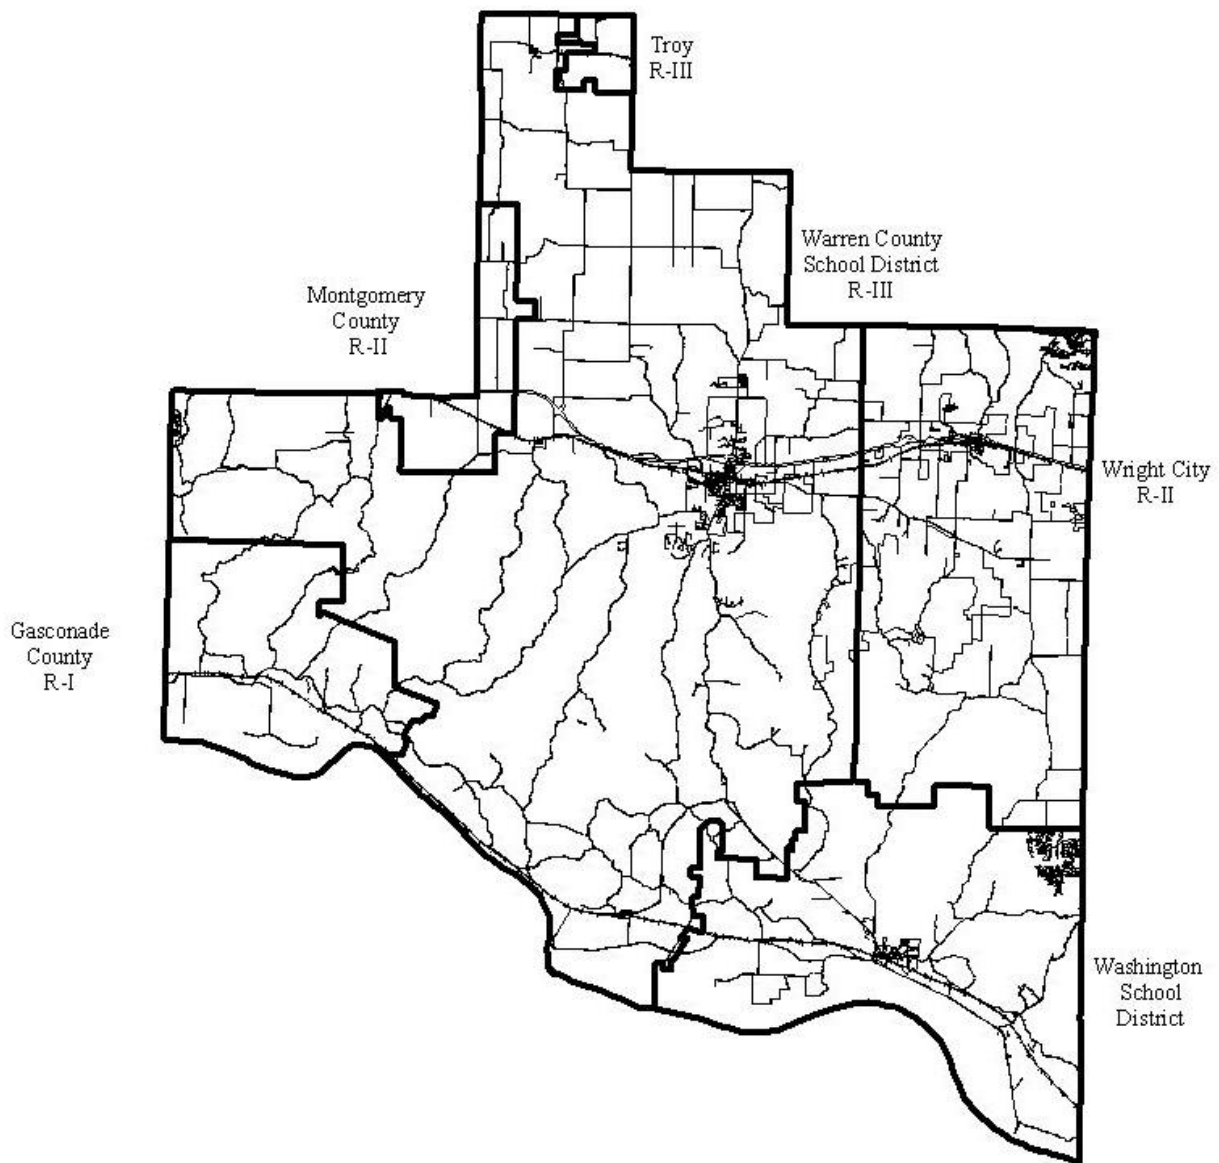 Troy
R-III
Warren County
School District
R-III
Montgomery
County
R-II
Wright City
R-II
Gasconade
County
R-I
Washington
School
District